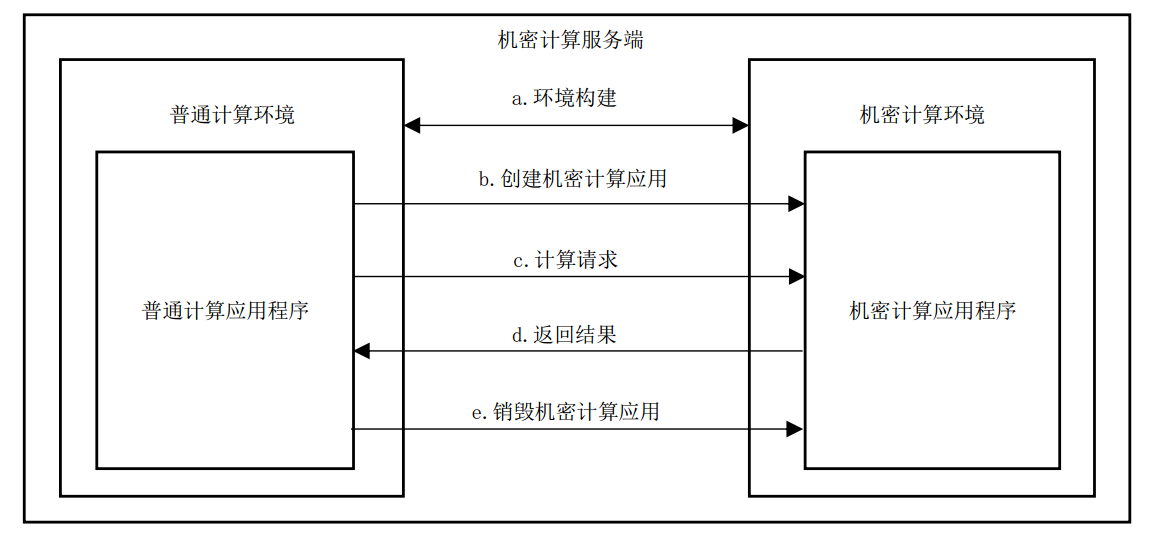 机密计算服务端
普通计算环境
a.环境构建
机密计算环境
b.创建机密计算应用
c.计算请求
普通计算应用程序
机密计算应用程序
d.返回结果
e.销毁机密计算应用